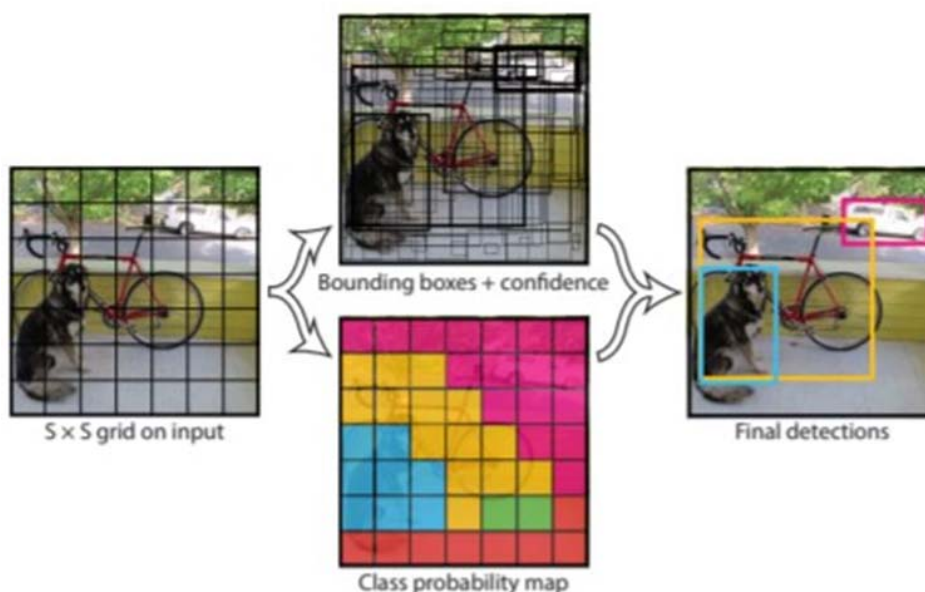 Bounding boxes + confidence
S × S grid on input
Final detections
Class probability map